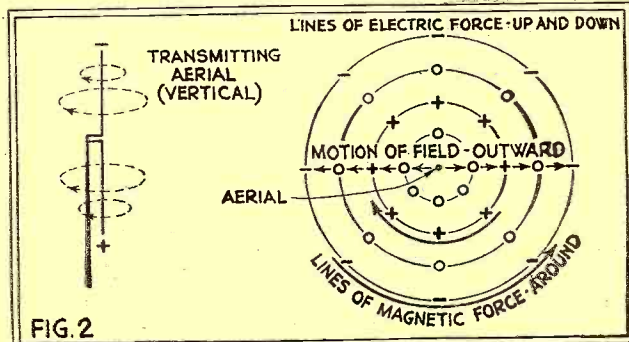 LINES OF ELECTRIC FORCE-UP AND DOWN
TRANSMITTING
AERIAL
(VERTICAL)
MOTION OF FIELD-OUTWARD
AERIAL
LINES OF MAGNETIC FORCE-AROUND
FIG.2